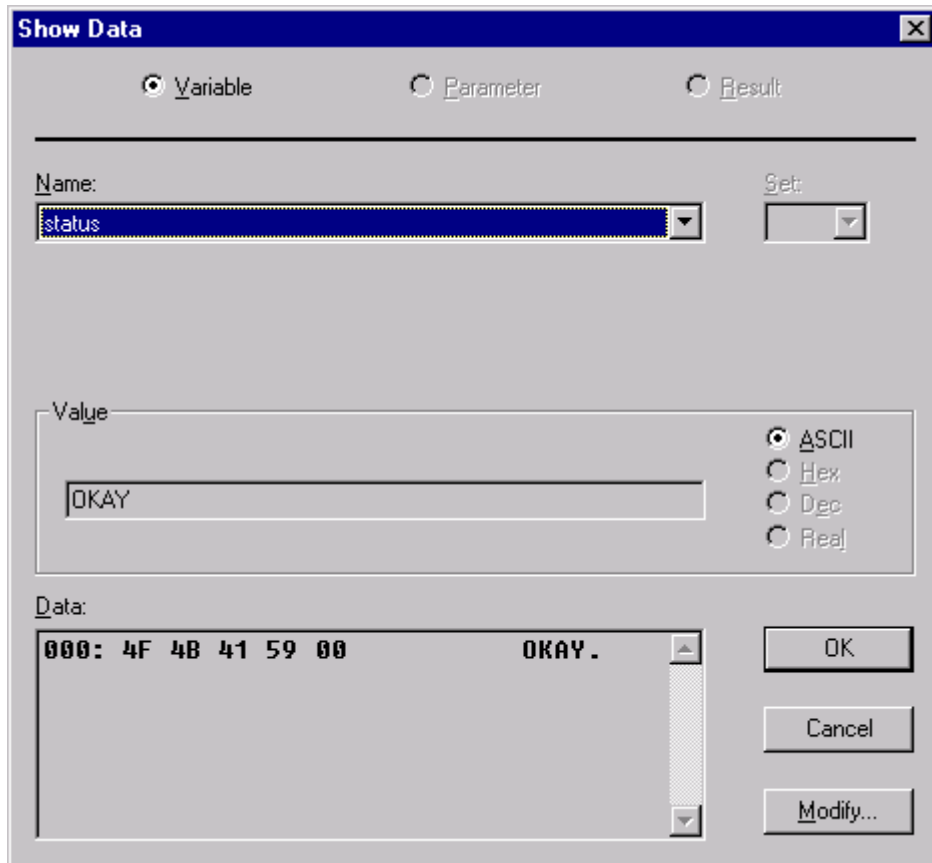 Show Data
Variable Parameter Result
Name: Set:
status
Value
ASCII
Hex
OKAY
Dec
Real
Data:
000: 4F 4B 41 59 00 OKAY.
OK
Cancel
Modify...